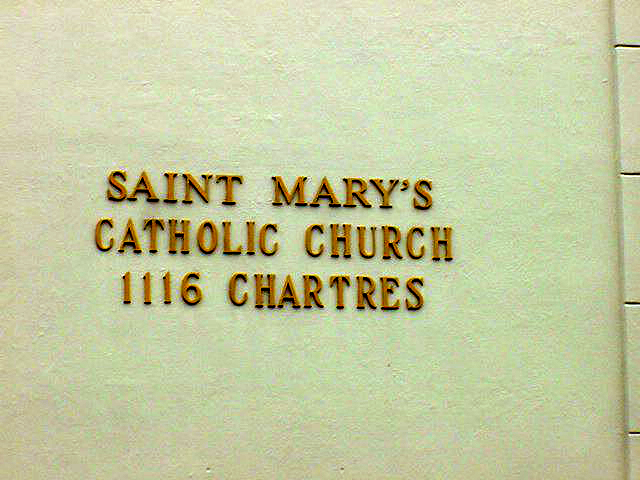 SAINT MARY'S
CATHOLIC CHURCH
1116 CHARTRES